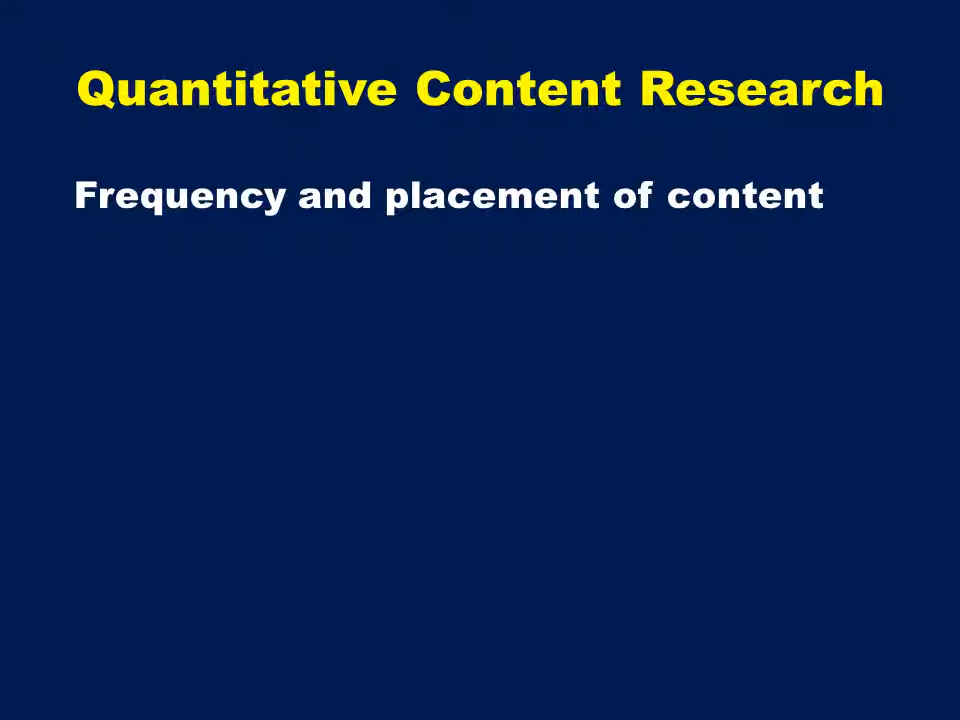 Quantitative Content Research
Frequency and placement of content